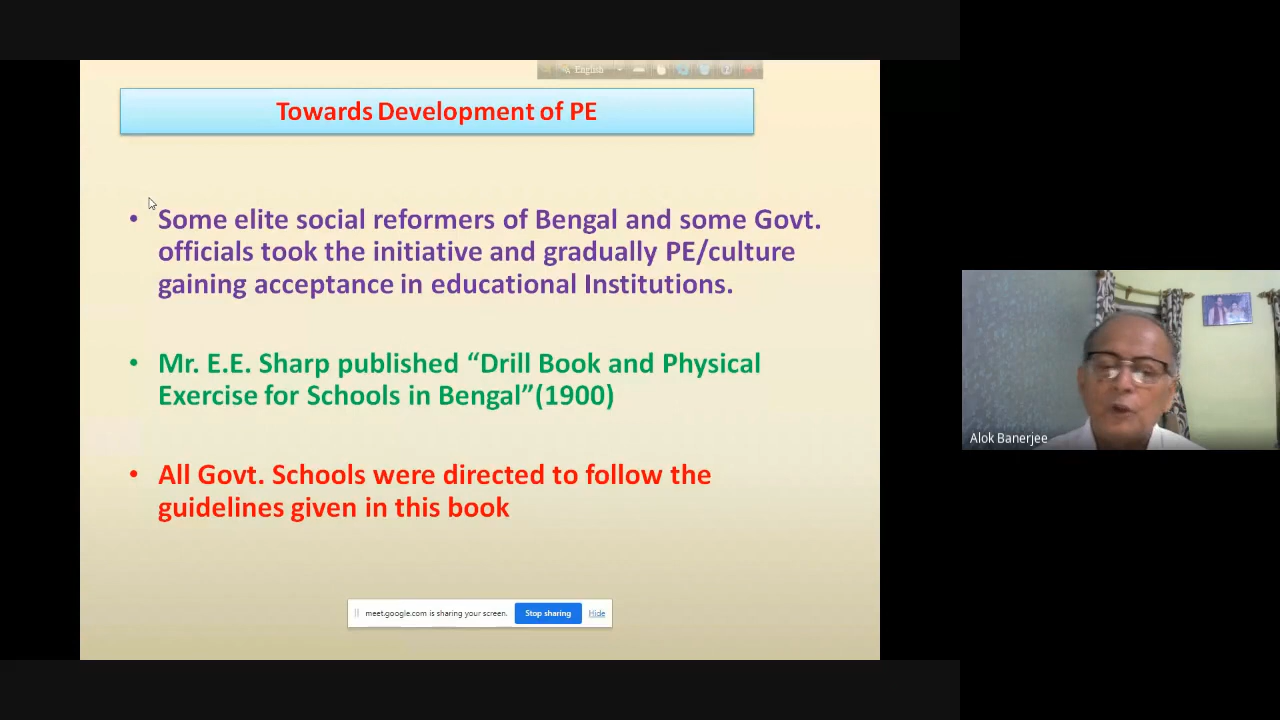 English
Towards Development of PE
• Some elite social reformers of Bengal and some Govt.
officials took the initiative and gradually PE/culture
gaining acceptance in educational Institutions.
• Mr. E.E. Sharp published “Drill Book and Physical
Exercise for Schools in Bengal”(1900)
• All Govt. Schools were directed to follow the
guidelines given in this book
meet.google.com is sharing your screen. Stop sharing Hide
Alok Banerjee